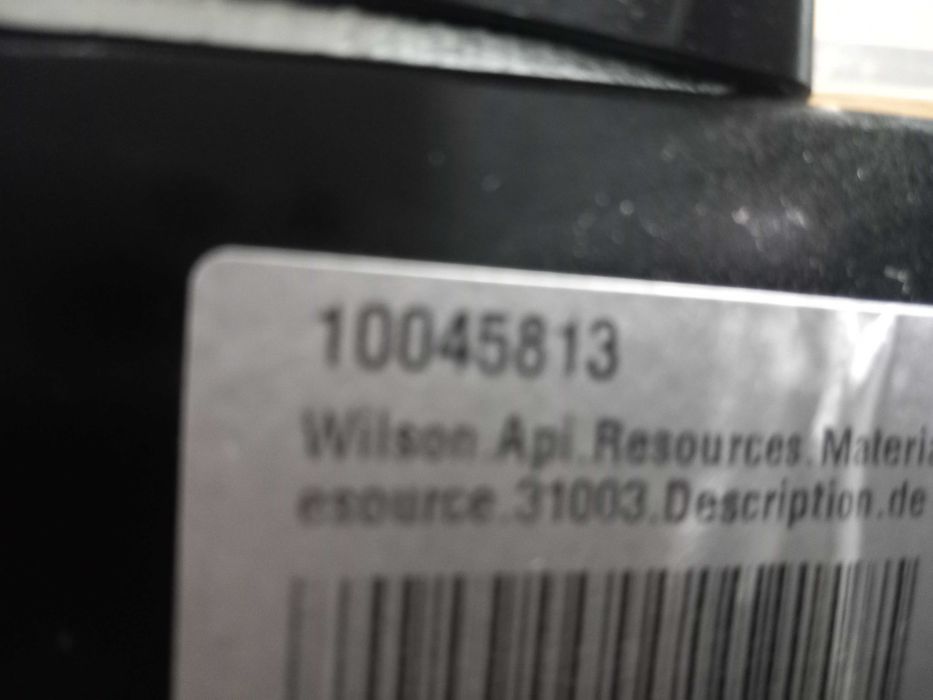 10045813
Wilson.Api.Resources.Materia
esource.31003.Description.de